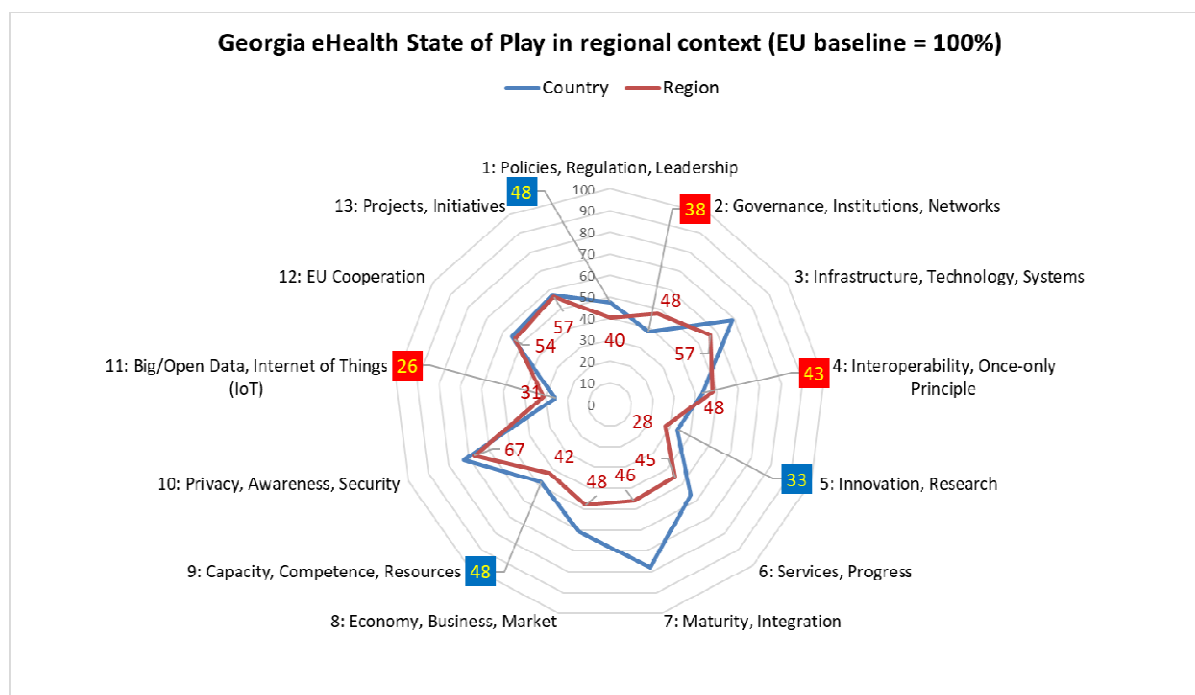 Georgia eHealth State of Play in regional context (EU baseline = 100%)
Country Region
1: Policies, Regulation, Leadership
48
100
38
2: Governance, Institutions, Networks
13: Projects, Initiatives
90
80
70
12: EU Cooperation
3: Infrastructure, Technology, Systems
60
50
48
40
57
40
57
54
30
20
11: Big/Open Data, Internet of Things
(IoT)
26
43
4: Interoperability, Once-only
Principle
10
31
0
48
28
67
42
45
46
48
10: Privacy, Awareness, Security
33
5: Innovation, Research
9: Capacity, Competence, Resources
48
6: Services, Progress
8: Economy, Business, Market
7: Maturity, Integration